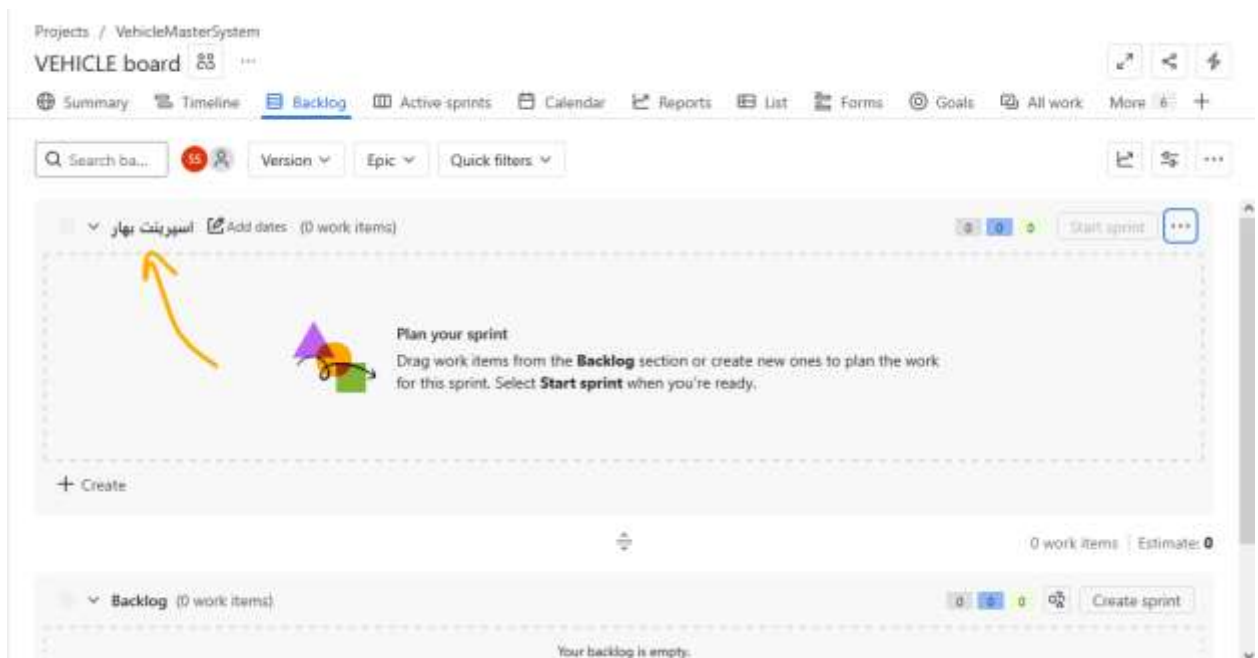 Projects / VehicleMasterSystem
VEHICLE board
Summary Timeline Backlog Active sprints Calendar Reports List Forms Goals All work More 6
Search ba... SS Version Epic Quick filters
اسپرینت بهار Add dates (0 work items) 0 0 0 Start sprint
Plan your sprint
Drag work items from the Backlog section or create new ones to plan the work
for this sprint. Select Start sprint when you're ready.
+ Create
0 work items | Estimate: 0
Backlog (0 work items) 0 0 0 Create sprint
Your backlog is empty.